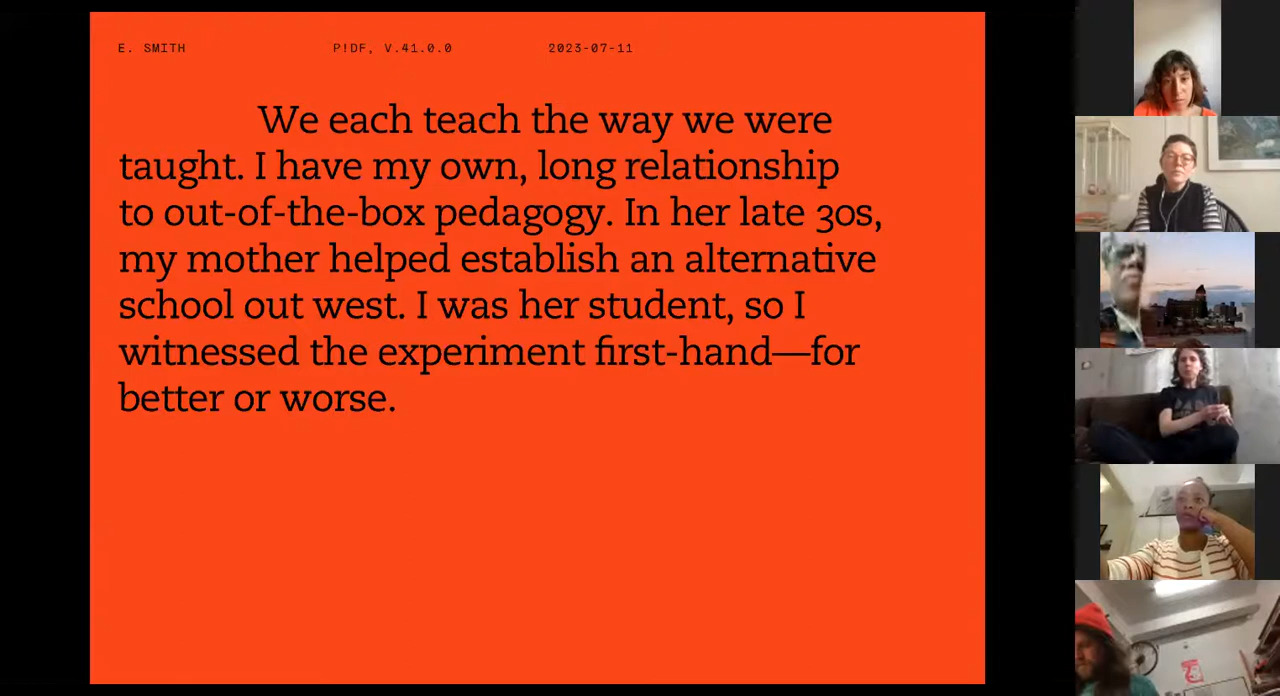 E. SMITH P!DF, V.41.0.0 2023-07-11
We each teach the way we were
taught. I have my own, long relationship
to out-of-the-box pedagogy. In her late 30s,
my mother helped establish an alternative
school out west. I was her student, so I
witnessed the experiment first-hand—for
better or worse.